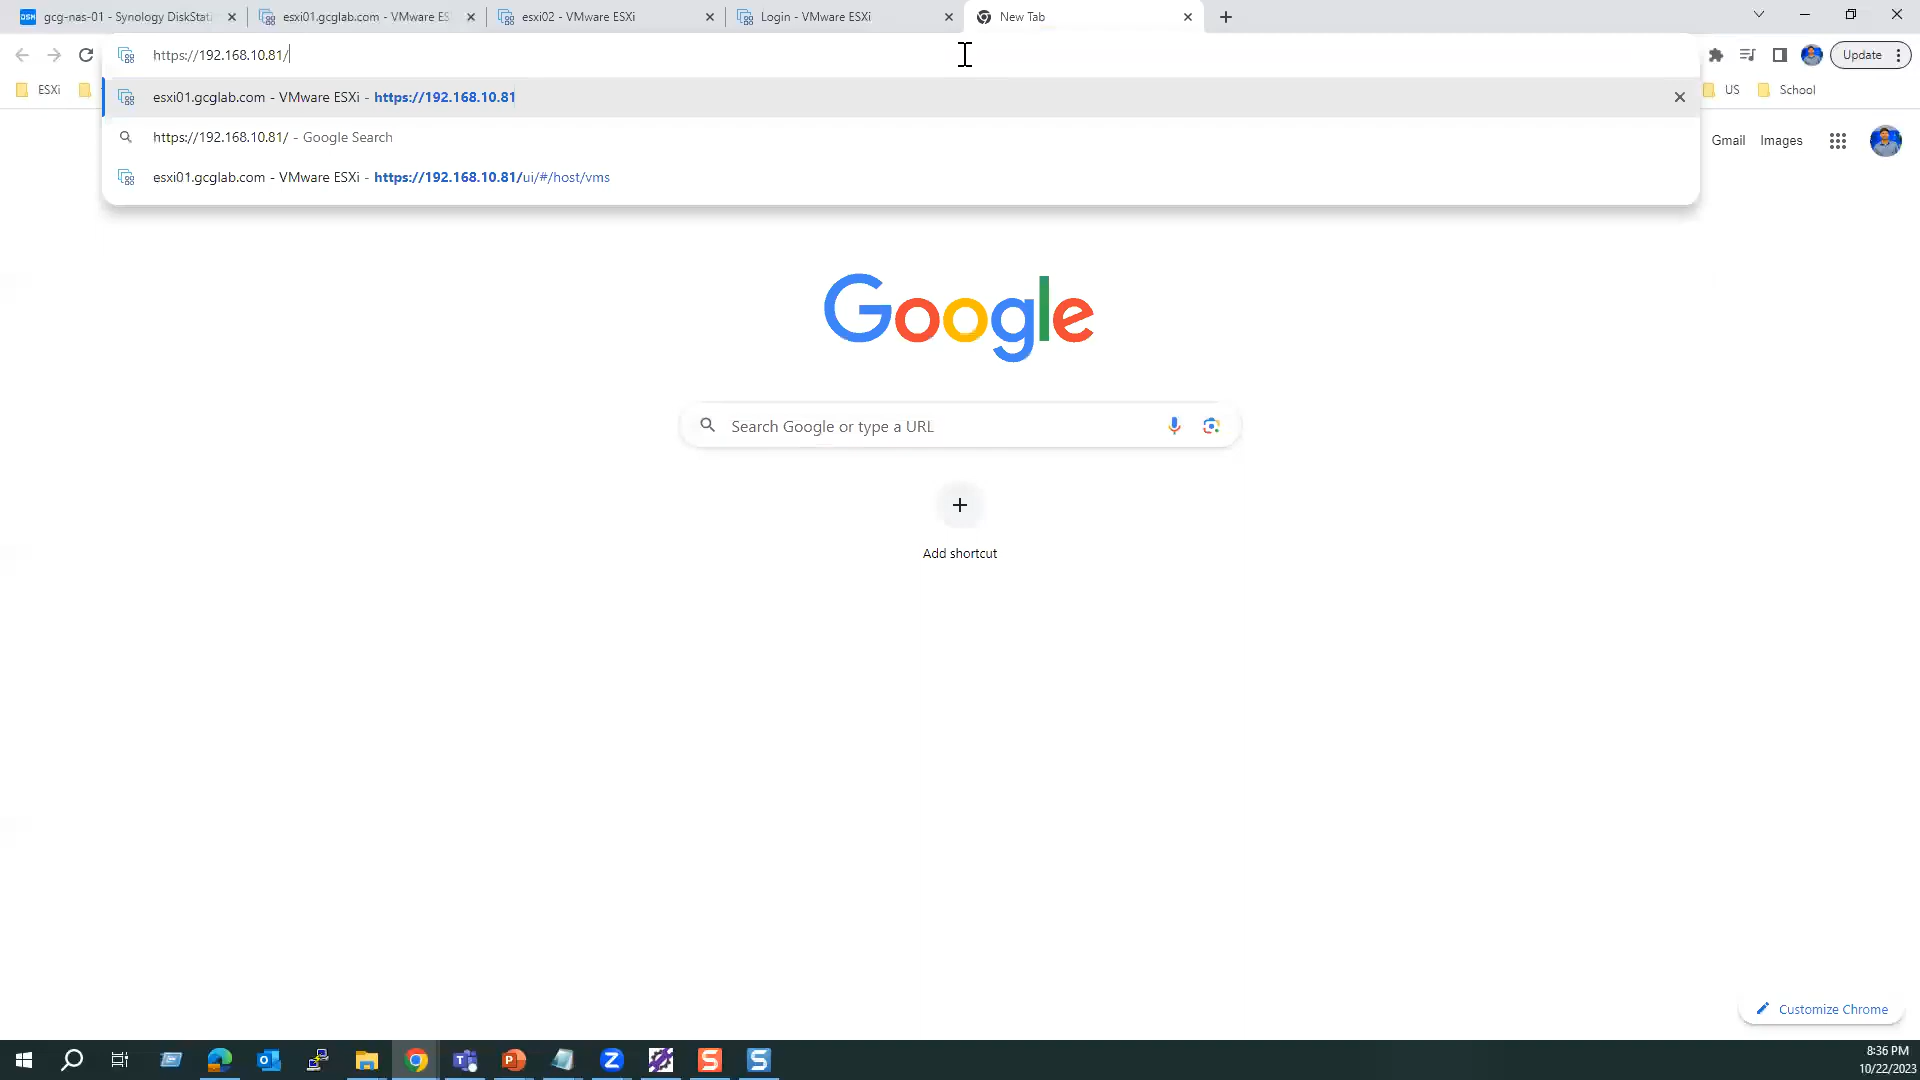 gcg-nas-01 - Synology DiskStati
esxi01.gcglab.com - VMware ES
esxi02 - VMware ESXi
Login - VMware ESXi
New Tab
https://192.168.10.81/
Update
ESXi
US
School
esxi01.gcglab.com - VMware ESXi - https://192.168.10.81
https://192.168.10.81/ - Google Search
esxi01.gcglab.com - VMware ESXi - https://192.168.10.81/ui/#/host/vms
Gmail
Images
Google
Search Google or type a URL
Add shortcut
Customize Chrome
8:36 PM
10/22/2023